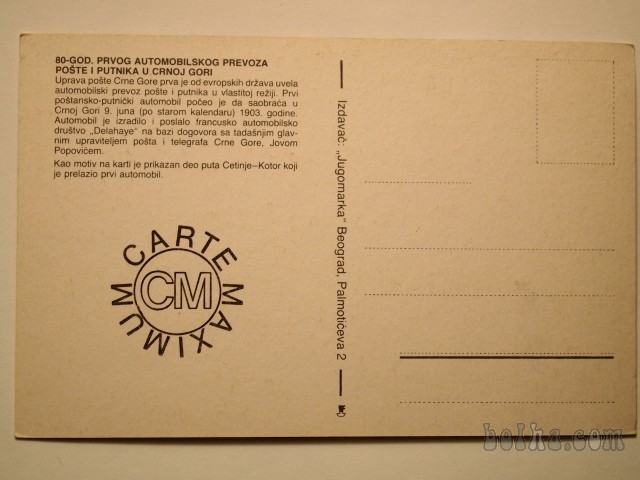 80-GOD. PRVOG AUTOMOBILSKOG PREVOZA
POŠTE I PUTNIKA U CRNOJ GORI
Uprava pošte Crne Gore prva je od evropskih država uvela
automobilski prevoz pošte i putnika u vlastitoj režiji. Prvi
poštansko-putnički automobil počeo je da saobraća u
Crnoj Gori 9. juna (po starom kalendaru) 1903. godine.
Automobil je izradilo i poslalo francusko automobilsko
društvo „Delahaye" na bazi dogovora sa tadašnjim glav-
nim upraviteljem pošta i telegrafa Crne Gore, Jovom
Popovićem.
Kao motiv na karti je prikazan deo puta Cetinje–Kotor koji
je prelazio prvi automobil.
CARTE MAXIMUM
CM
Izdavač: „Jugomarka" Beograd, Palmotićeva 2
bolha.com